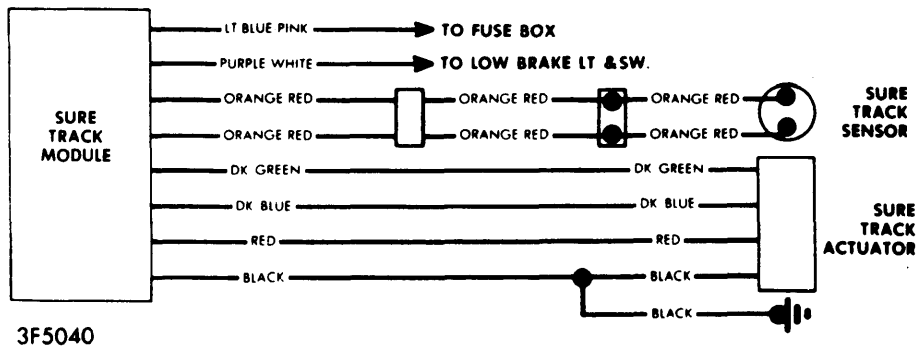 LT BLUE PINK TO FUSE BOX
PURPLE WHITE TO LOW BRAKE LT & SW.
ORANGE RED ORANGE RED ORANGE RED
ORANGE RED ORANGE RED ORANGE RED
SURE
TRACK
SENSOR
SURE
TRACK
MODULE
DK GREEN DK GREEN
DK BLUE DK BLUE
RED RED
BLACK BLACK
BLACK
SURE
TRACK
ACTUATOR
3F5040